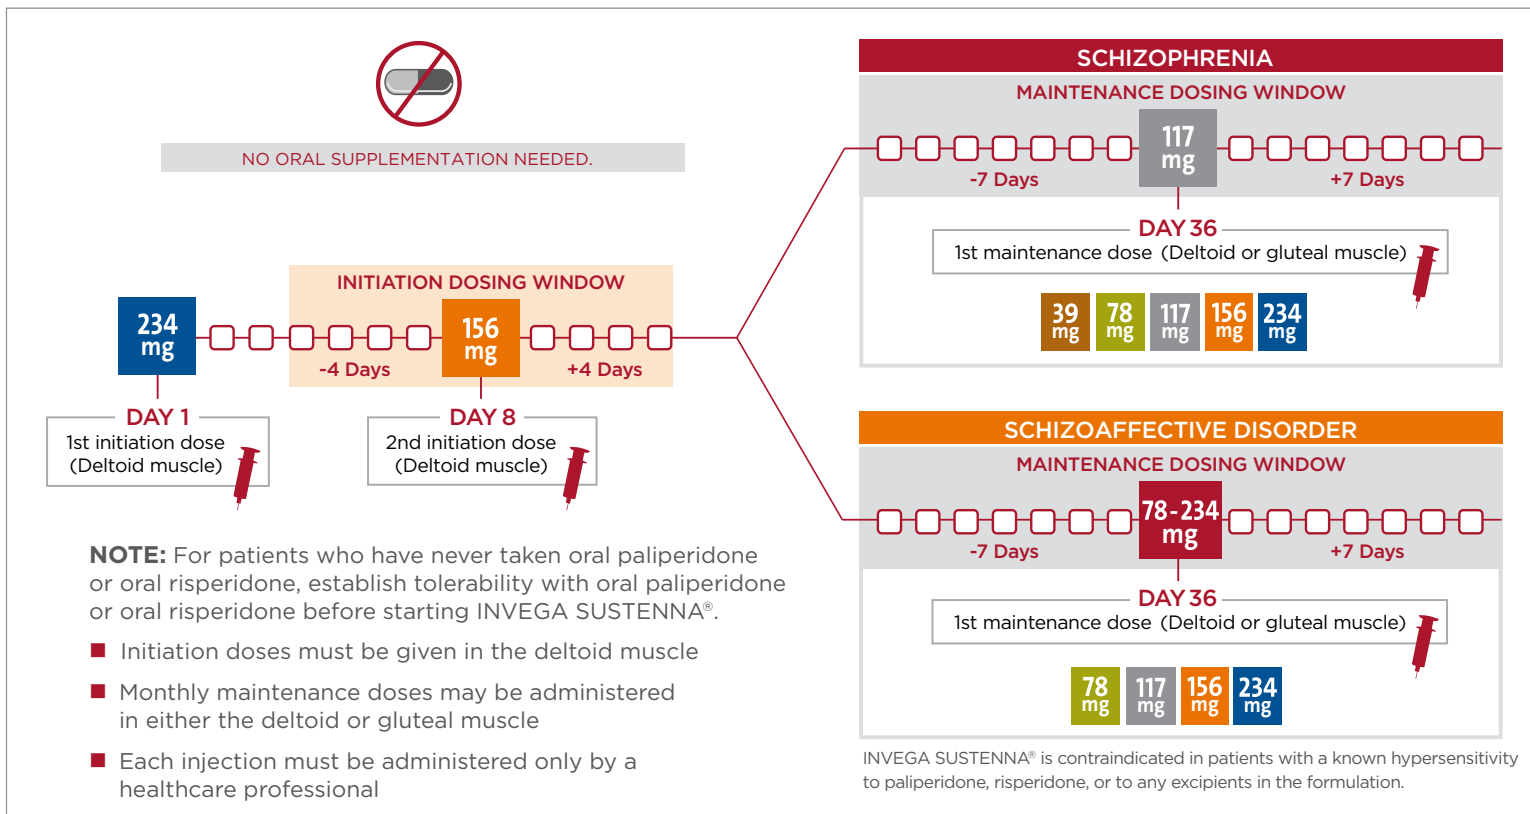 NO ORAL SUPPLEMENTATION NEEDED.
INITIATION DOSING WINDOW
234
mg
156
mg
-4 Days
+4 Days
DAY 1
1st initiation dose
(Deltoid muscle)
DAY 8
2nd initiation dose
(Deltoid muscle)
NOTE: For patients who have never taken oral paliperidone
or oral risperidone, establish tolerability with oral paliperidone
or oral risperidone before starting INVEGA SUSTENNA®.
Initiation doses must be given in the deltoid muscle
Monthly maintenance doses may be administered
in either the deltoid or gluteal muscle
Each injection must be administered only by a
healthcare professional
SCHIZOPHRENIA
MAINTENANCE DOSING WINDOW
117
mg
-7 Days
+7 Days
DAY 36
1st maintenance dose (Deltoid or gluteal muscle)
39
mg
78
mg
117
mg
156
mg
234
mg
SCHIZOAFFECTIVE DISORDER
MAINTENANCE DOSING WINDOW
78-234
mg
-7 Days
+7 Days
DAY 36
1st maintenance dose (Deltoid or gluteal muscle)
78
mg
117
mg
156
mg
234
mg
INVEGA SUSTENNA® is contraindicated in patients with a known hypersensitivity
to paliperidone, risperidone, or to any excipients in the formulation.